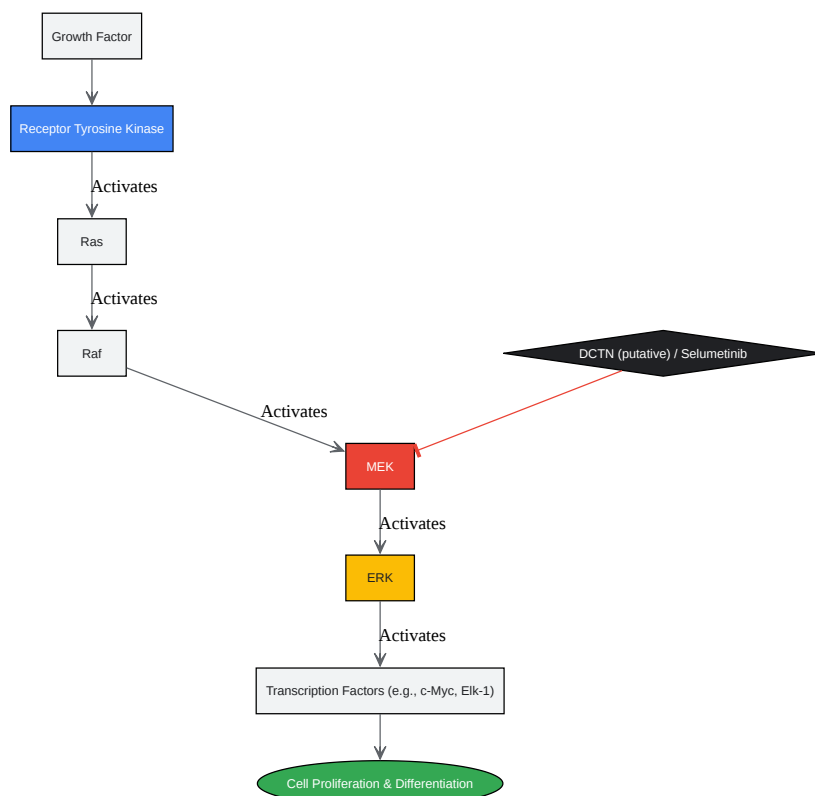 Growth Factor
Receptor Tyrosine Kinase
Activates
Ras
Activates
Raf
DCTN (putative) / Selumetinib
Activates
MEK
Activates
ERK
Activates
Transcription Factors (e.g., c-Myc, Elk-1)
Cell Proliferation & Differentiation